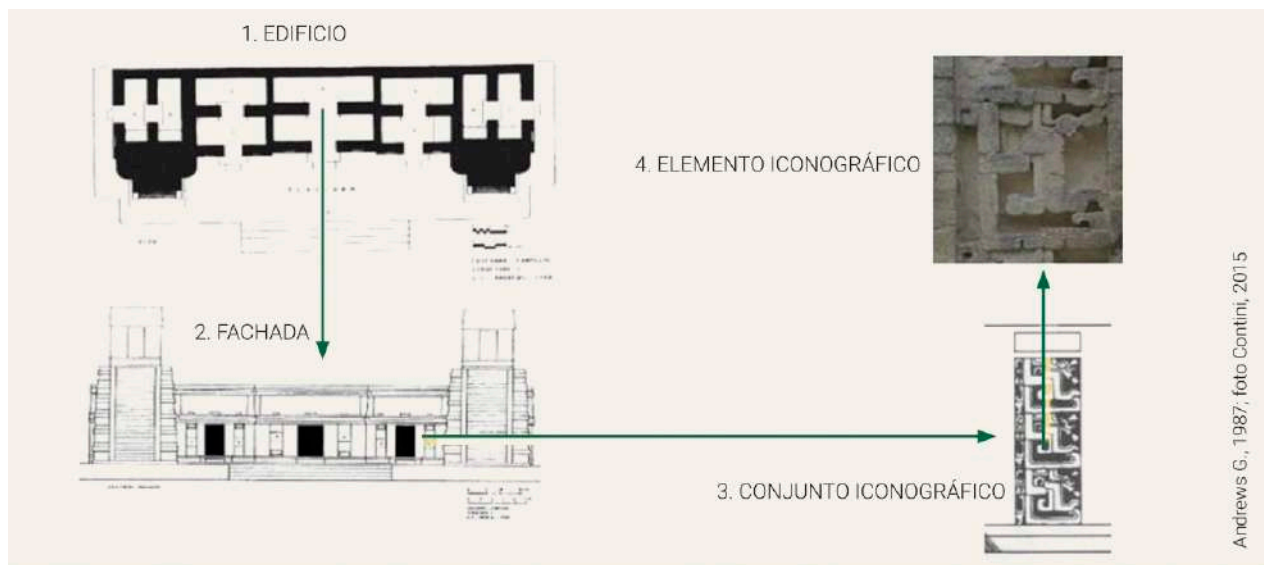 1. EDIFICIO
4. ELEMENTO ICONOGRÁFICO
2. FACHADA
3. CONJUNTO ICONOGRÁFICO
Andrews G., 1987; foto Contini, 2015